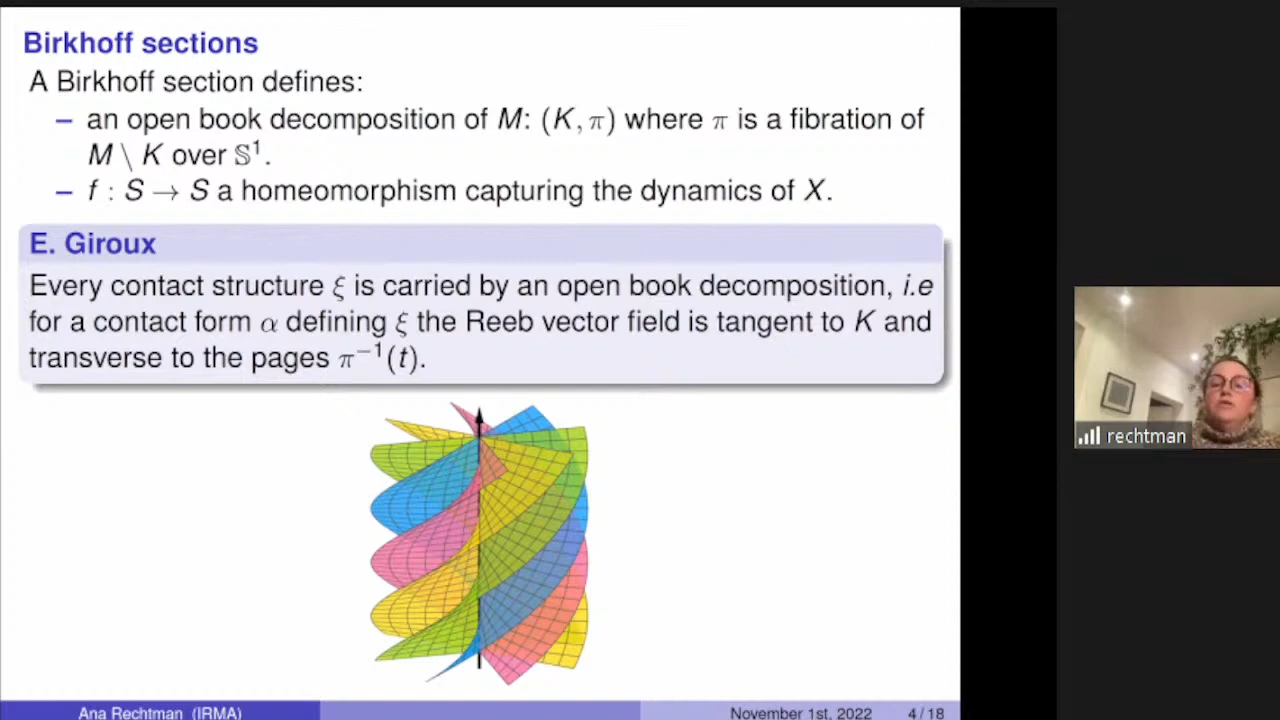 Birkhoff sections
A Birkhoff section defines:
– an open book decomposition of M: (K, π) where π is a fibration of
M \ K over 𝕊¹.
– f : S → S a homeomorphism capturing the dynamics of X.
E. Giroux
Every contact structure ξ is carried by an open book decomposition, i.e
for a contact form α defining ξ the Reeb vector field is tangent to K and
transverse to the pages π⁻¹(t).
rechtman
Ana Rechtman (IRMA)
November 1st, 2022
4 / 18